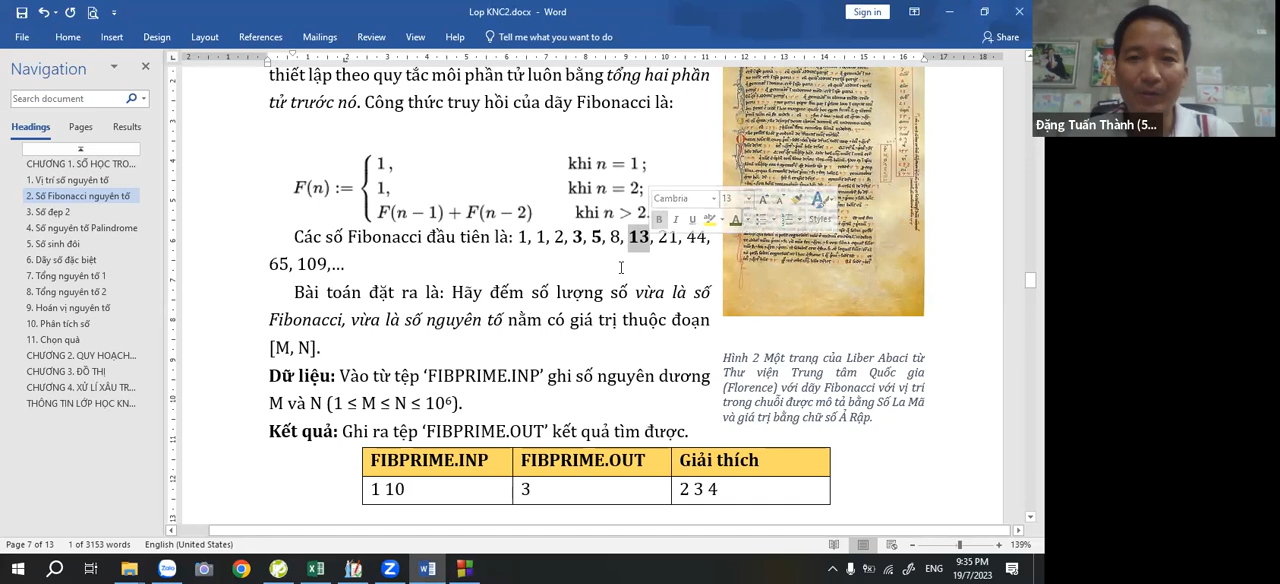 Lop KNC2.docx - Word
Sign in
File Home Insert Design Layout References Mailings Review View Help Tell me what you want to do Share
Navigation
Search document
Headings Pages Results
CHƯƠNG 1. SỐ HỌC TRO...
1. Vị trí số nguyên tố
2. Số Fibonacci nguyên tố
3. Số đẹp 2
4. Số nguyên tố Palindrome
5. Số sinh đôi
6. Dãy số đặc biệt
7. Tổng nguyên tố 1
8. Tổng nguyên tố 2
9. Hoán vị nguyên tố
10. Phân tích số
11. Chọn quà
CHƯƠNG 2. QUY HOẠCH...
CHƯƠNG 3. ĐỒ THỊ
CHƯƠNG 4. XỬ LÍ XÂU TR...
THÔNG TIN LỚP HỌC KN...
thiết lập theo quy tắc mỗi phần tử luôn bằng tổng hai phần
tử trước nó. Công thức truy hồi của dãy Fibonacci là:
1, khi n = 1;
F(n) := 1, khi n = 2;
F(n − 1) + F(n − 2) khi n > 2.
Cambria 13
B I U Styles
Các số Fibonacci đầu tiên là: 1, 1, 2, 3, 5, 8, 13, 21, 44,
65, 109,...
Bài toán đặt ra là: Hãy đếm số lượng số vừa là số
Fibonacci, vừa là số nguyên tố nằm có giá trị thuộc đoạn
[M, N].
Dữ liệu: Vào từ tệp ‘FIBPRIME.INP’ ghi số nguyên dương
M và N (1 ≤ M ≤ N ≤ 10⁶).
Kết quả: Ghi ra tệp ‘FIBPRIME.OUT’ kết quả tìm được.
FIBPRIME.INP FIBPRIME.OUT Giải thích
1 10 3 2 3 4
Hình 2 Một trang của Liber Abaci từ
Thư viện Trung tâm Quốc gia
(Florence) với dãy Fibonacci với vị trí
trong chuỗi được mô tả bằng Số La Mã
và giá trị bằng chữ số Ả Rập.
Đặng Tuấn Thành (5...
Page 7 of 13 1 of 3153 words English (United States) 139%
Zalo
ENG
9:35 PM
19/7/2023